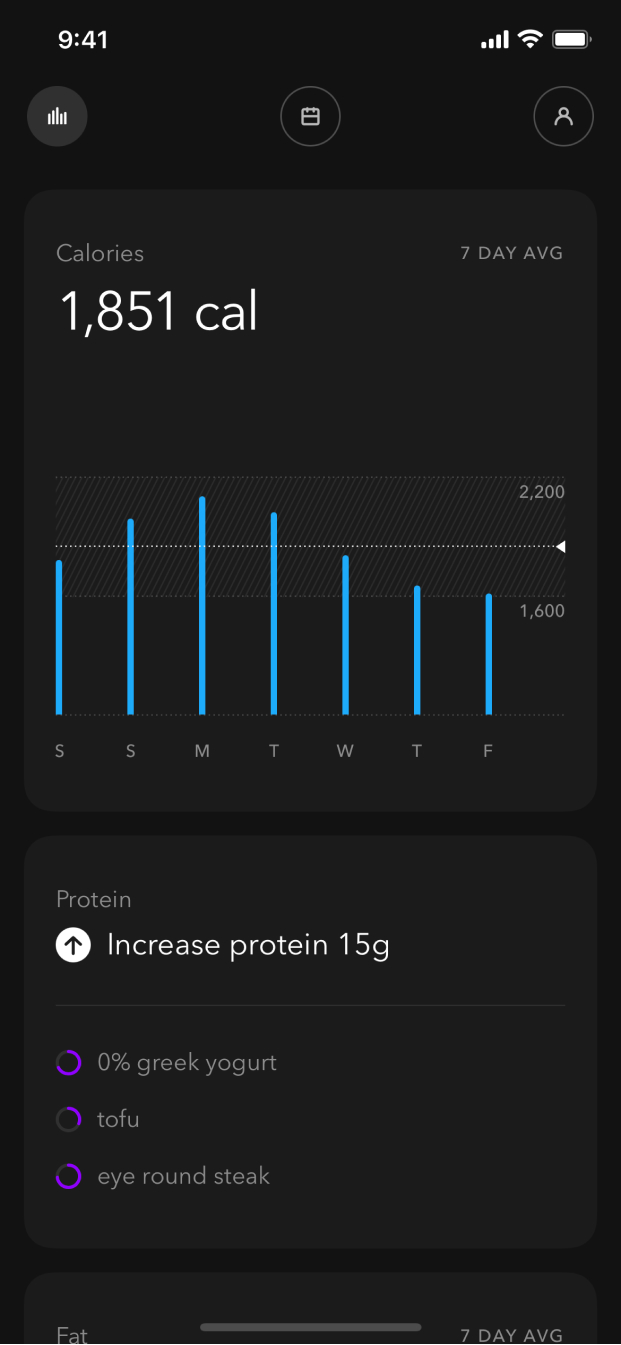 9:41
Calories
7 DAY AVG
1,851 cal
2,200
1,600
S S M T W T F
Protein
Increase protein 15g
0% greek yogurt
tofu
eye round steak
Fat
7 DAY AVG